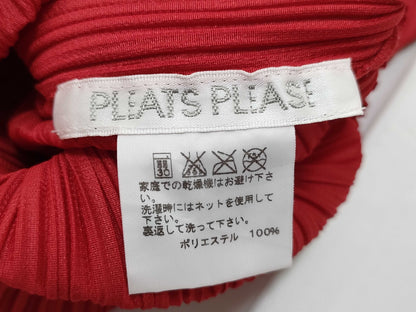 PLEATS PLEASE
30
家庭での乾燥機はお避け下さ
い。
洗濯時にはネットを使用して
下さい。
裏返して洗って下さい。
ポリエステル 100%